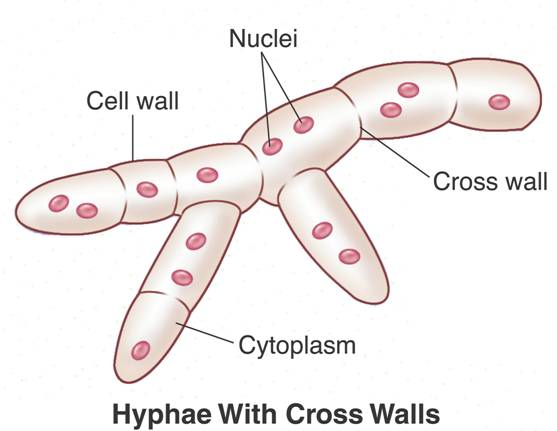 Nuclei
Cell wall
Cross wall
Cytoplasm
Hyphae With Cross Walls